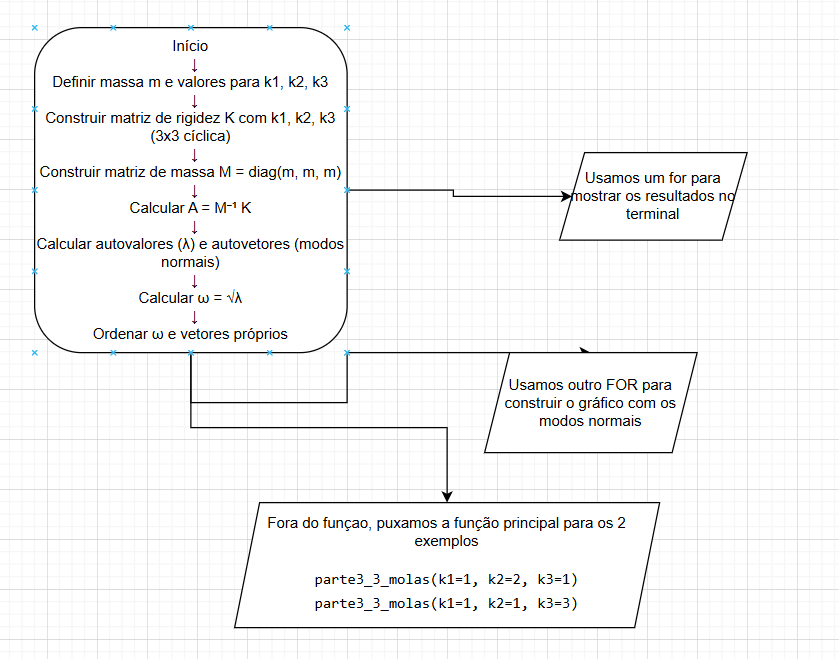 Início
↓
Definir massa m e valores para k1, k2, k3
↓
Construir matriz de rigidez K com k1, k2, k3
(3x3 cíclica)
↓
Construir matriz de massa M = diag(m, m, m)
↓
Calcular A = M⁻¹ K
↓
Calcular autovalores (λ) e autovetores (modos
normais)
↓
Calcular ω = √λ
↓
Ordenar ω e vetores próprios
Usamos um for para
mostrar os resultados no
terminal
Usamos outro FOR para
construir o gráfico com os
modos normais
Fora do funçao, puxamos a função principal para os 2
exemplos
parte3_3_molas(k1=1, k2=2, k3=1)
parte3_3_molas(k1=1, k2=1, k3=3)